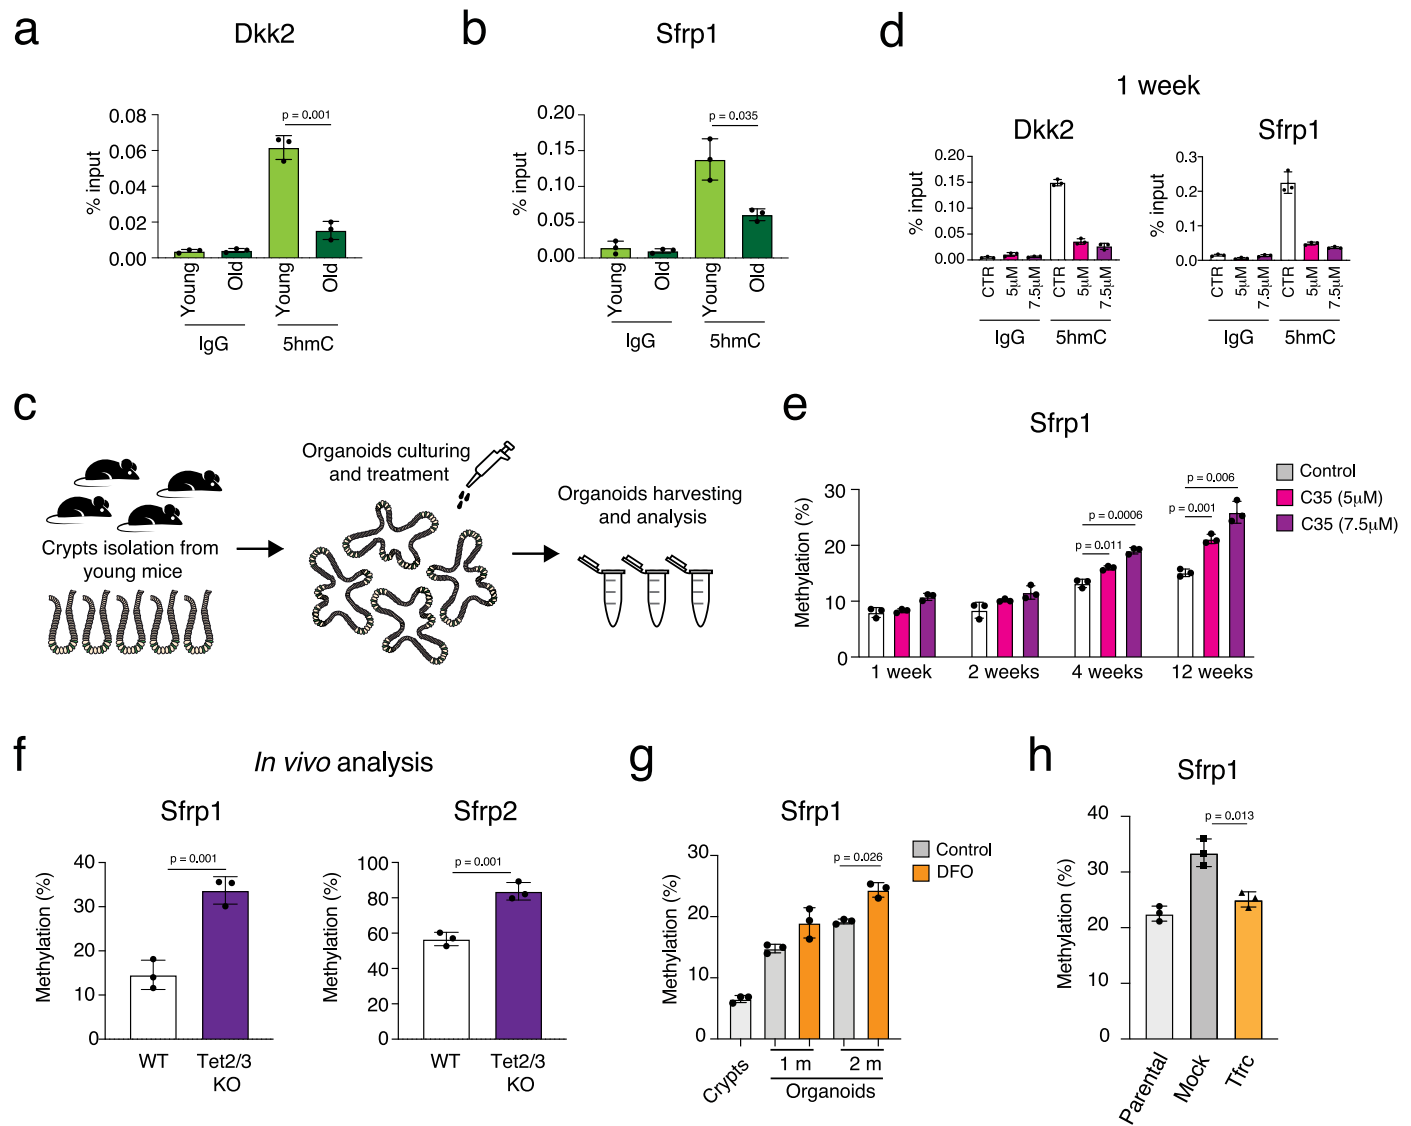 a
Dkk2
% input
0.08
0.06
0.04
0.02
0.00
p = 0.001
Young
Old
Young
Old
IgG
5hmC
b
Sfrp1
% input
0.20
0.15
0.10
0.05
0.00
p = 0.035
Young
Old
Young
Old
IgG
5hmC
d
1 week
Dkk2
% input
0.20
0.15
0.10
0.05
0.00
CTR
5µM
7.5µM
CTR
5µM
7.5µM
IgG
5hmC
Sfrp1
% input
0.3
0.2
0.1
0.0
CTR
5µM
7.5µM
CTR
5µM
7.5µM
IgG
5hmC
c
Crypts isolation from
young mice
Organoids culturing
and treatment
Organoids harvesting
and analysis
e
Sfrp1
Methylation (%)
30
20
10
0
p = 0.0006
p = 0.011
p = 0.006
p = 0.001
1 week
2 weeks
4 weeks
12 weeks
Control
C35 (5µM)
C35 (7.5µM)
f
In vivo analysis
Sfrp1
Methylation (%)
40
30
20
10
0
p = 0.001
WT
Tet2/3
KO
Sfrp2
Methylation (%)
100
80
60
40
80
0
p = 0.001
WT
Tet2/3
KO
g
Sfrp1
Methylation (%)
30
20
10
0
p = 0.026
Control
DFO
Crypts
1 m
2 m
Organoids
h
Sfrp1
Methylation (%)
40
30
20
10
0
p = 0.013
Parental
Mock
Tfrc